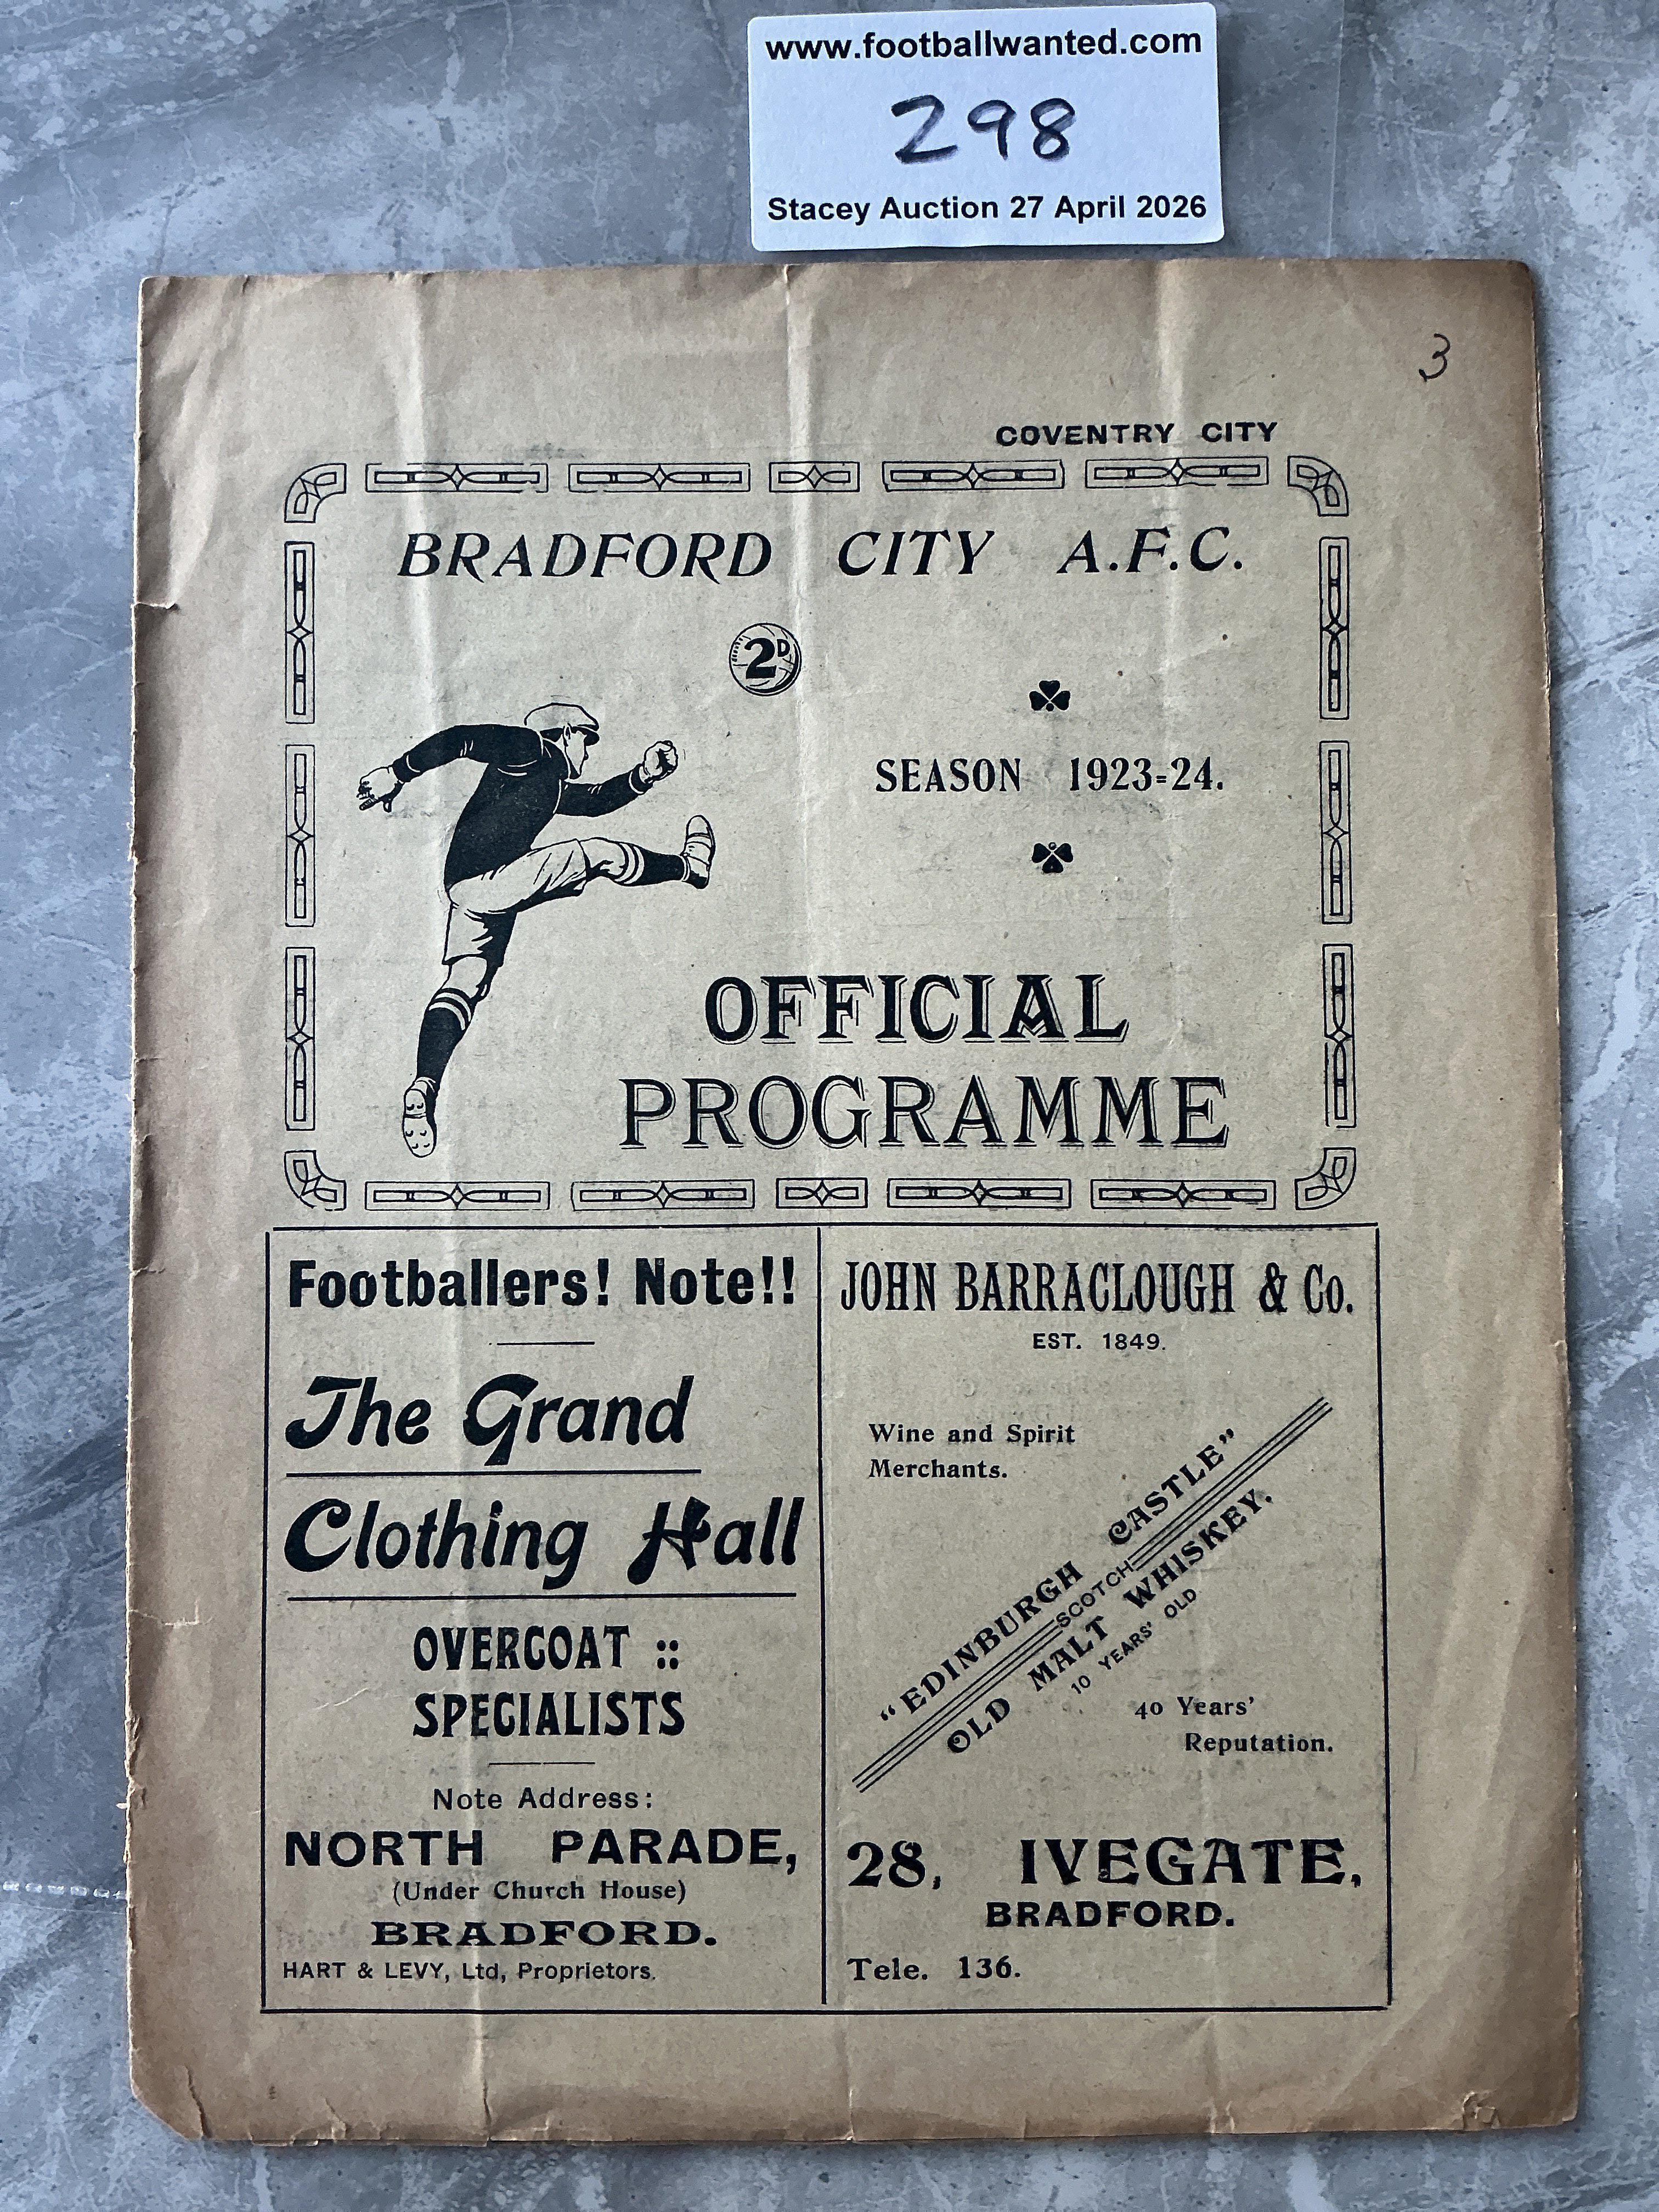 www.footballwanted.com
298
Stacey Auction 27 April 2026
3
COVENTRY CITY
BRADFORD CITY A.F.C.
2D
SEASON 1923-24.
OFFICIAL
PROGRAMME
Footballers! Note!!
The Grand
Clothing Hall
OVERCOAT ::
SPECIALISTS
Note Address:
NORTH PARADE,
(Under Church House)
BRADFORD.
HART & LEVY, Ltd, Proprietors.
JOHN BARRACLOUGH & Co.
EST. 1849.
Wine and Spirit
Merchants.
"EDINBURGH CASTLE"
SCOTCH
OLD MALT WHISKEY.
10 YEARS' OLD
40 Years'
Reputation.
28, IVEGATE,
BRADFORD.
Tele. 136.